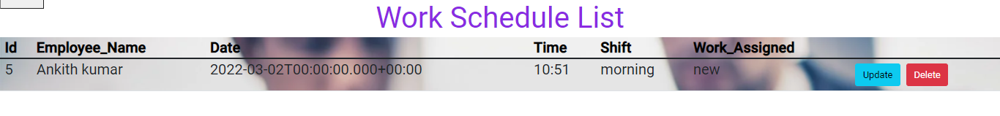 Work Schedule List
Id Employee_Name Date Time Shift Work_Assigned
5 Ankith kumar 2022-03-02T00:00:00.000+00:00 10:51 morning new Update Delete